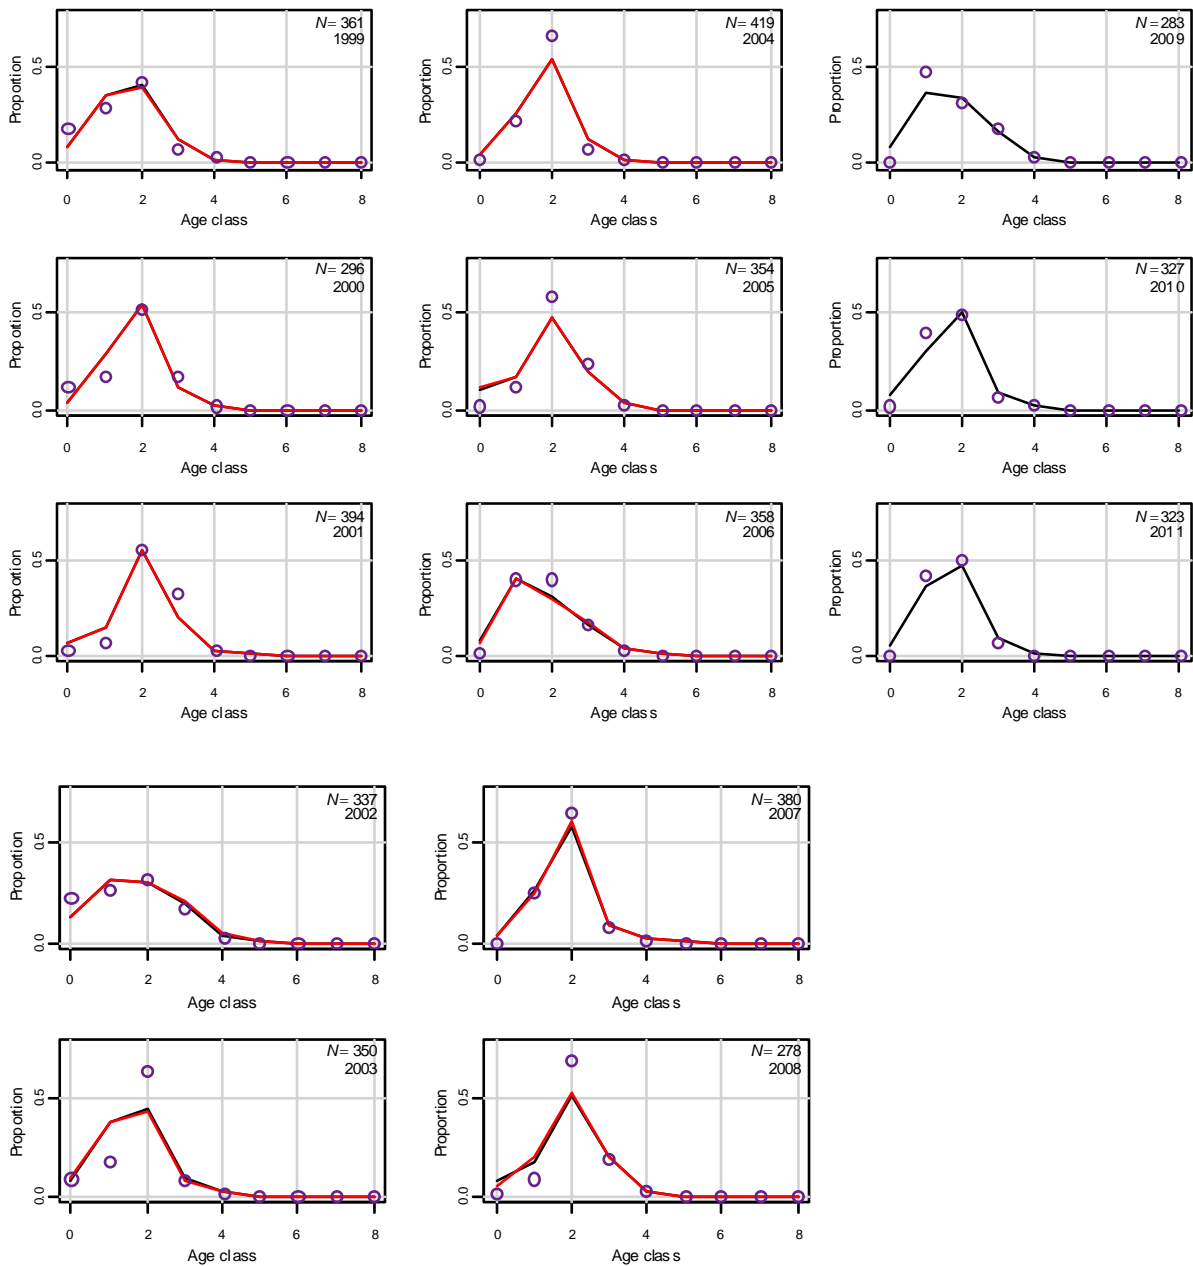 N= 361
1999
Proportion
0.5
0.0
0 2 4 6 8
Age class
N= 419
2004
Proportion
0.5
0.0
0 2 4 6 8
Age class
N= 283
2009
Proportion
0.5
0.0
0 2 4 6 8
Age class
N= 296
2000
Proportion
0.5
0.0
0 2 4 6 8
Age class
N= 354
2005
Proportion
0.5
0.0
0 2 4 6 8
Age class
N= 327
2010
Proportion
0.5
0.0
0 2 4 6 8
Age class
N= 394
2001
Proportion
0.5
0.0
0 2 4 6 8
Age class
N= 358
2006
Proportion
0.5
0.0
0 2 4 6 8
Age class
N= 323
2011
Proportion
0.5
0.0
0 2 4 6 8
Age class
N= 337
2002
Proportion
0.5
0.0
0 2 4 6 8
Age class
N= 380
2007
Proportion
0.5
0.0
0 2 4 6 8
Age class
N= 350
2003
Proportion
0.5
0.0
0 2 4 6 8
Age class
N= 278
2008
Proportion
0.5
0.0
0 2 4 6 8
Age class